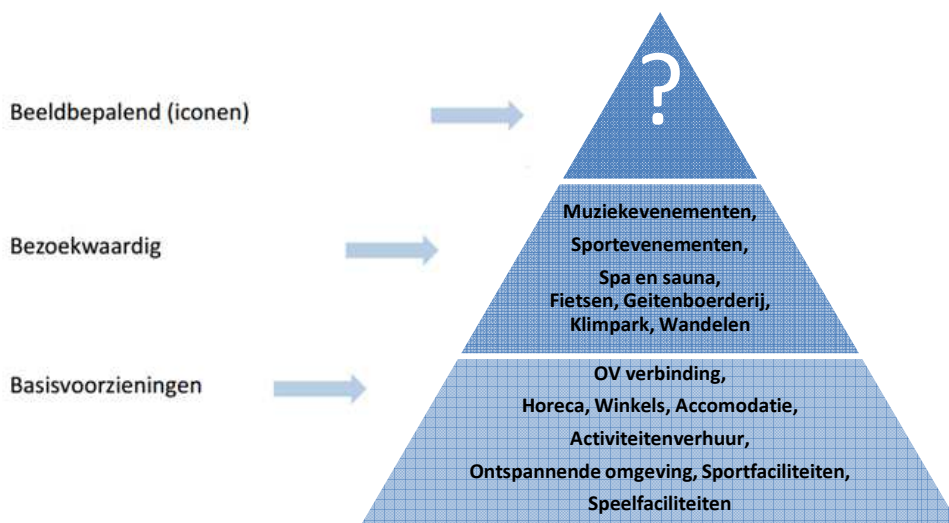 ?
Beeldbepalend (iconen)
Muziekevenementen,
Bezoekwaardig
Sportevenementen,
Spa en sauna,
Fietsen, Geitenboerderij,
Klimpark, Wandelen
Basisvoorzieningen
OV verbinding,
Horeca, Winkels, Accomodatie,
Activiteitenverhuur,
Ontspannende omgeving, Sportfaciliteiten,
Speelfaciliteiten